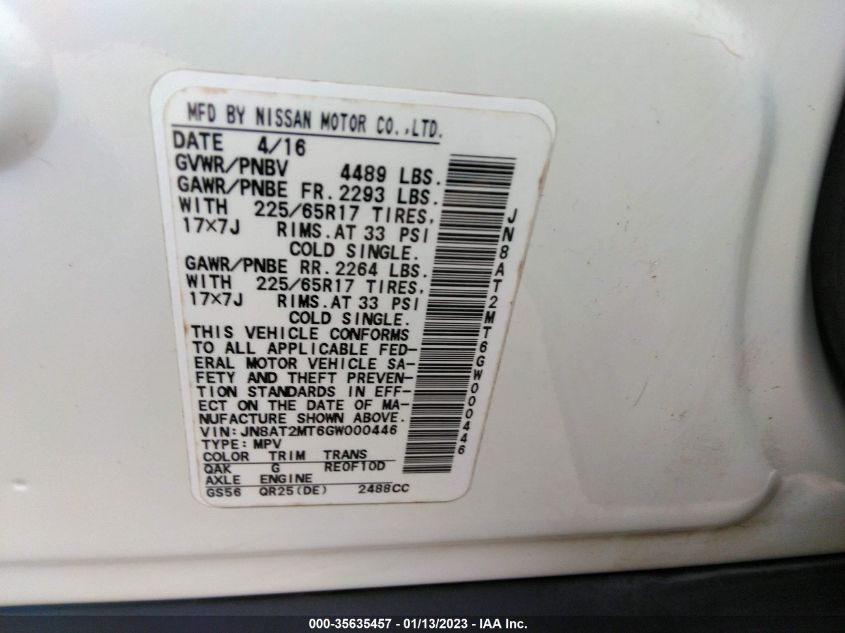 MFD BY NISSAN MOTOR CO.,LTD.
DATE 4/16
GVWR/PNBV 4489 LBS.
GAWR/PNBE FR. 2293 LBS.
WITH 225/65R17 TIRES,
17×7J RIMS. AT 33 PSI
COLD SINGLE.
GAWR/PNBE RR. 2264 LBS.
WITH 225/65R17 TIRES,
17×7J RIMS. AT 33 PSI
COLD SINGLE.
THIS VEHICLE CONFORMS
TO ALL APPLICABLE FED-
ERAL MOTOR VEHICLE SA-
FETY AND THEFT PREVEN-
TION STANDARDS IN EFF-
ECT ON THE DATE OF MA-
NUFACTURE SHOWN ABOVE.
VIN: JN8AT2MT6GW000446
TYPE: MPV
COLOR TRIM TRANS
QAK G RE0F10D
AXLE ENGINE
GS56 QR25(DE) 2488CC
JN8AT2MT6GW000446
000-35635457 - 01/13/2023 - IAA Inc.